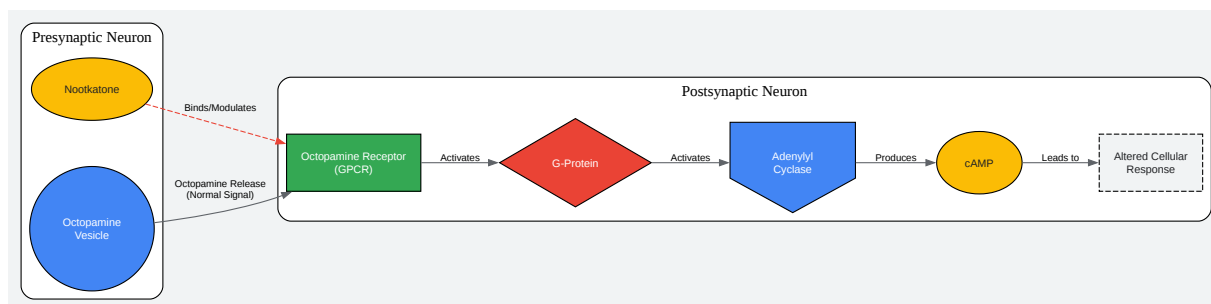 Presynaptic Neuron
Nootkatone
Binds/Modulates
Octopamine Release
(Normal Signal)
Octopamine
Vesicle
Postsynaptic Neuron
Octopamine Receptor
(GPCR)
Activates
G-Protein
Activates
Adenylyl
Cyclase
Produces
cAMP
Leads to
Altered Cellular
Response